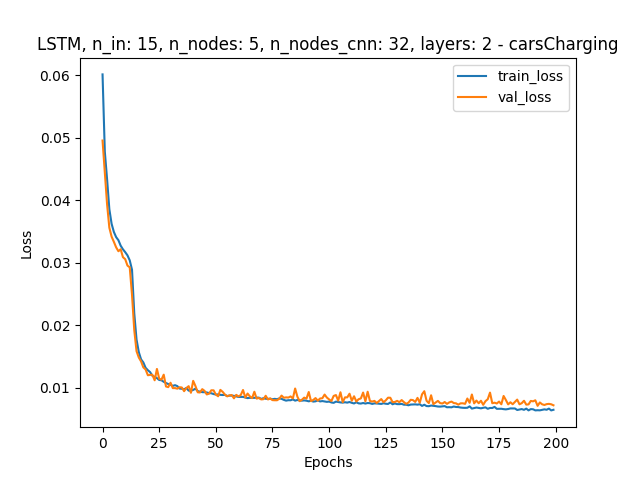 LSTM, n_in: 15, n_nodes: 5, n_nodes_cnn: 32, layers: 2 - carsCharging
train_loss
val_loss
0.06
0.05
0.04
0.03
0.02
0.01
Loss
0 25 50 75 100 125 150 175 200
Epochs